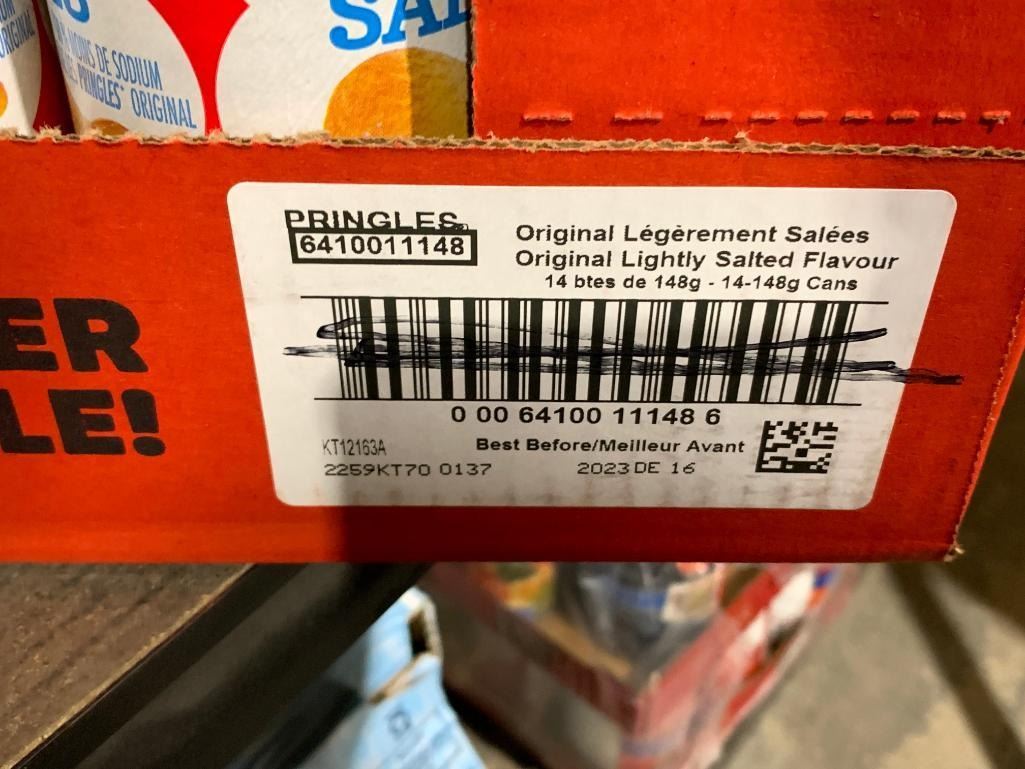 SAL
MOINS DE SODIUM
PRINGLES ORIGINAL
ORIGINAL
ER
LE!
PRINGLES®
6410011148
Original Légèrement Salées
Original Lightly Salted Flavour
14 btes de 148g - 14-148g Cans
0 00 64100 11148 6
KT12163A
Best Before/Meilleur Avant
2259KT70 0137
2023 DE 16